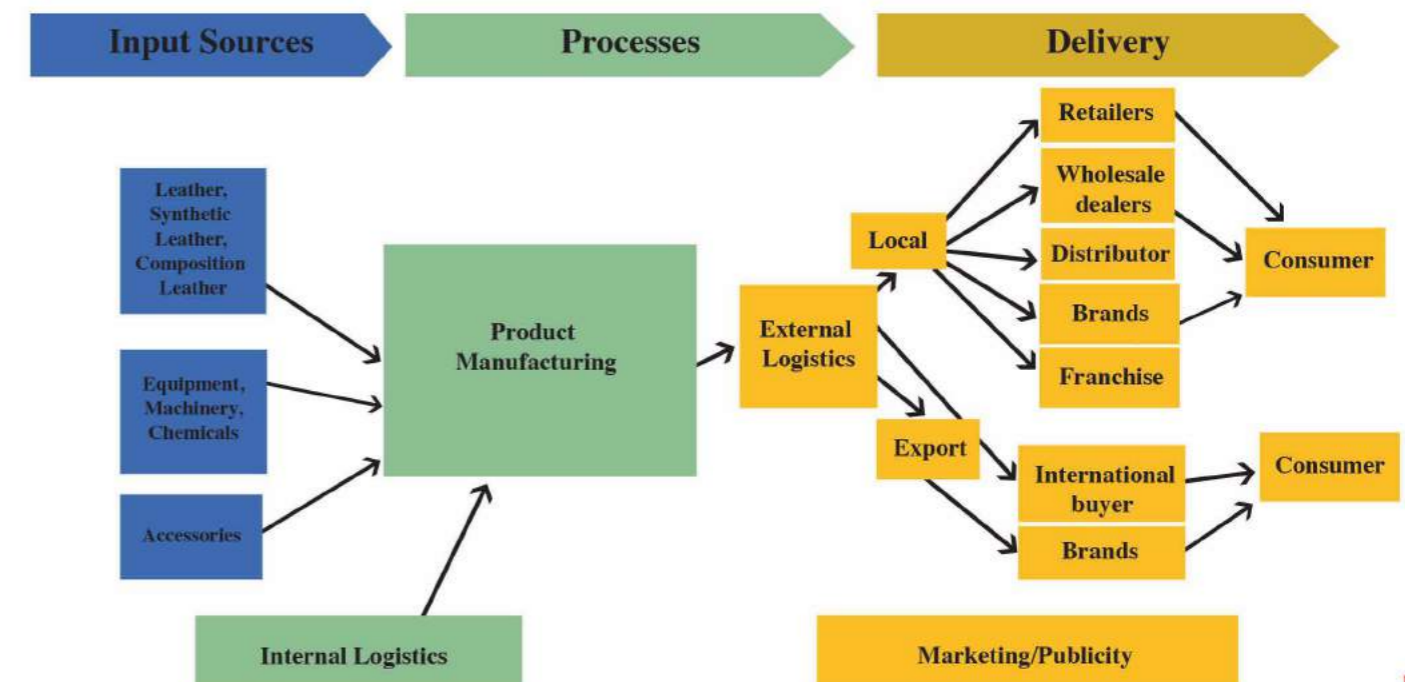 Input Sources
Processes
Delivery
Leather,
Synthetic
Leather,
Composition
Leather
Equipment,
Machinery,
Chemicals
Accessories
Internal Logistics
Product
Manufacturing
External
Logistics
Local
Export
Retailers
Wholesale
dealers
Distributor
Brands
Franchise
Consumer
International
buyer
Brands
Consumer
Marketing/Publicity